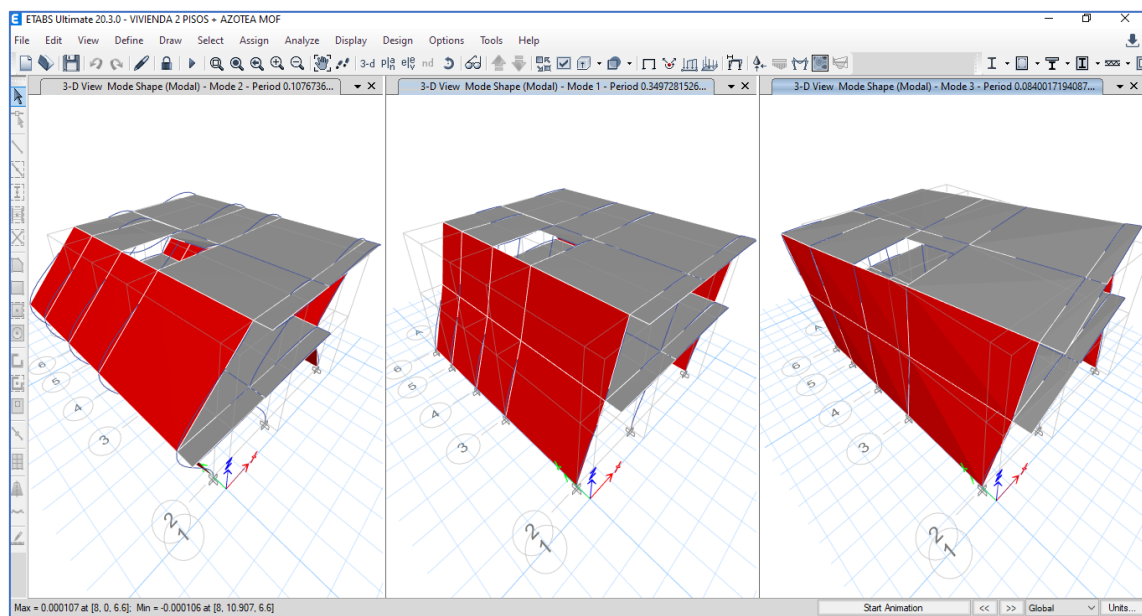 ETABS Ultimate 20.3.0 - VIVIENDA 2 PISOS + AZOTEA MOF
File Edit View Define Draw Select Assign Analyze Display Design Options Tools Help
3-d nd
3-D View Mode Shape (Modal) - Mode 2 - Period 0.1076736...
3-D View Mode Shape (Modal) - Mode 1 - Period 0.3497281526...
3-D View Mode Shape (Modal) - Mode 3 - Period 0.0840017194087...
6
5
4
3
2
1
7
6
5
4
3
2
1
7
6
5
4
3
2
1
Max = 0.000107 at [8, 0, 6.6]; Min = -0.000106 at [8, 10.907, 6.6]
Start Animation << >> Global Units...